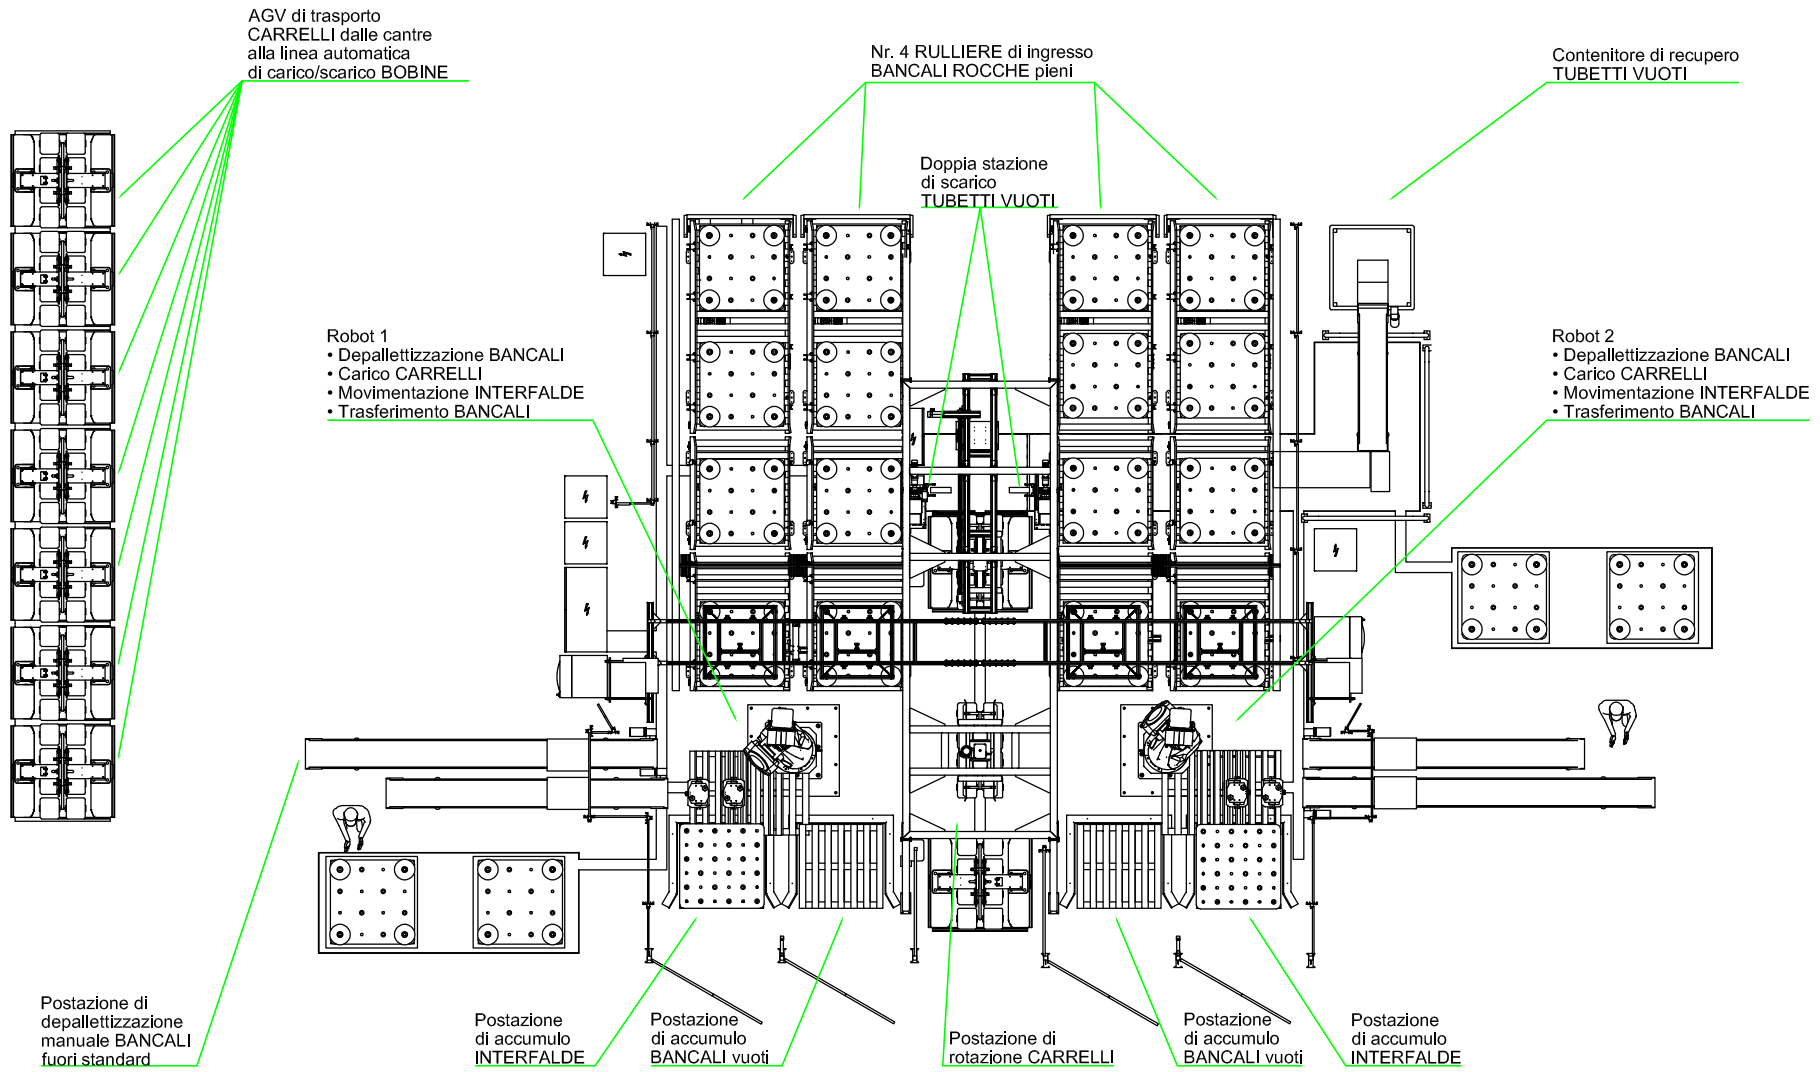 AGV di trasporto
CARRELLI dalle cantre
alla linea automatica
di carico/scarico BOBINE
Nr. 4 RULLIERE di ingresso
BANCALI ROCCHE pieni
Contenitore di recupero
TUBETTI VUOTI
Doppia stazione
di scarico
TUBETTI VUOTI
Robot 1
• Depallettizzazione BANCALI
• Carico CARRELLI
• Movimentazione INTERFALDE
• Trasferimento BANCALI
Robot 2
• Depallettizzazione BANCALI
• Carico CARRELLI
• Movimentazione INTERFALDE
• Trasferimento BANCALI
Postazione di
depallettizzazione
manuale BANCALI
fuori standard
Postazione
di accumulo
INTERFALDE
Postazione
di accumulo
BANCALI vuoti
Postazione di
rotazione CARRELLI
Postazione
di accumulo
BANCALI vuoti
Postazione
di accumulo
INTERFALDE